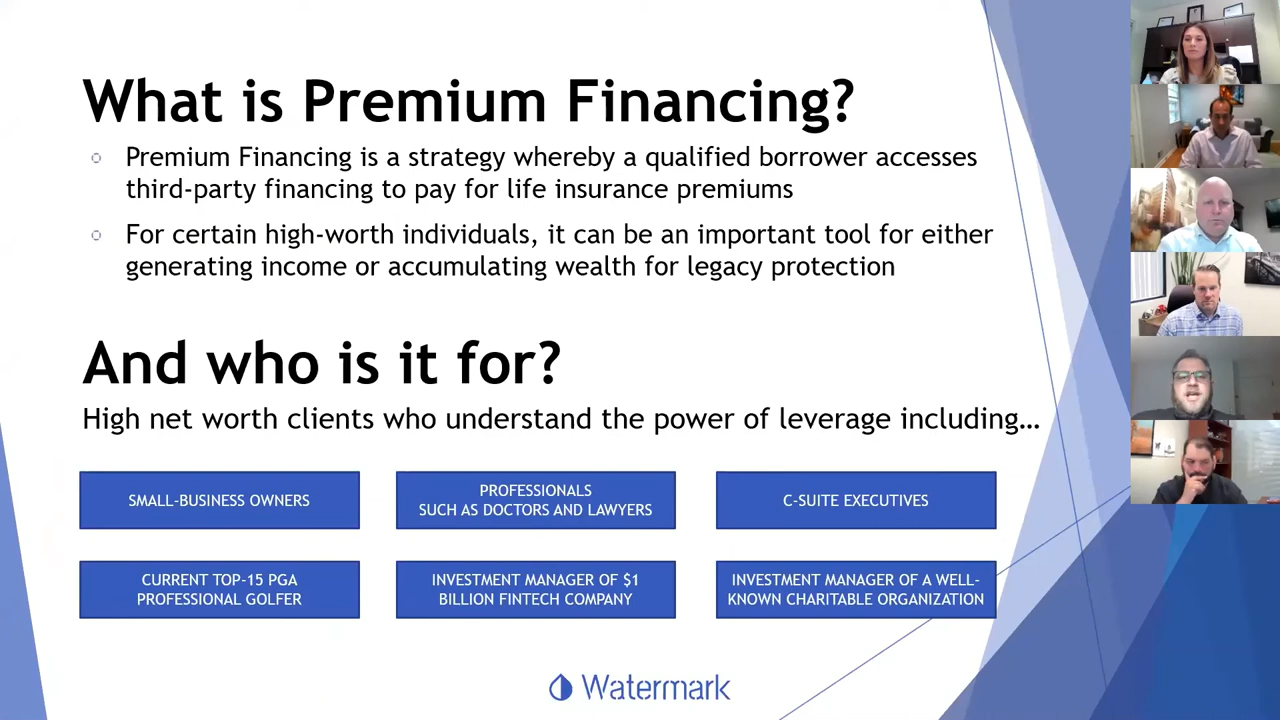 What is Premium Financing?
Premium Financing is a strategy whereby a qualified borrower accesses
third-party financing to pay for life insurance premiums
For certain high-worth individuals, it can be an important tool for either
generating income or accumulating wealth for legacy protection
And who is it for?
High net worth clients who understand the power of leverage including…
SMALL-BUSINESS OWNERS
PROFESSIONALS
SUCH AS DOCTORS AND LAWYERS
C-SUITE EXECUTIVES
CURRENT TOP-15 PGA
PROFESSIONAL GOLFER
INVESTMENT MANAGER OF $1
BILLION FINTECH COMPANY
INVESTMENT MANAGER OF A WELL-
KNOWN CHARITABLE ORGANIZATION
Watermark